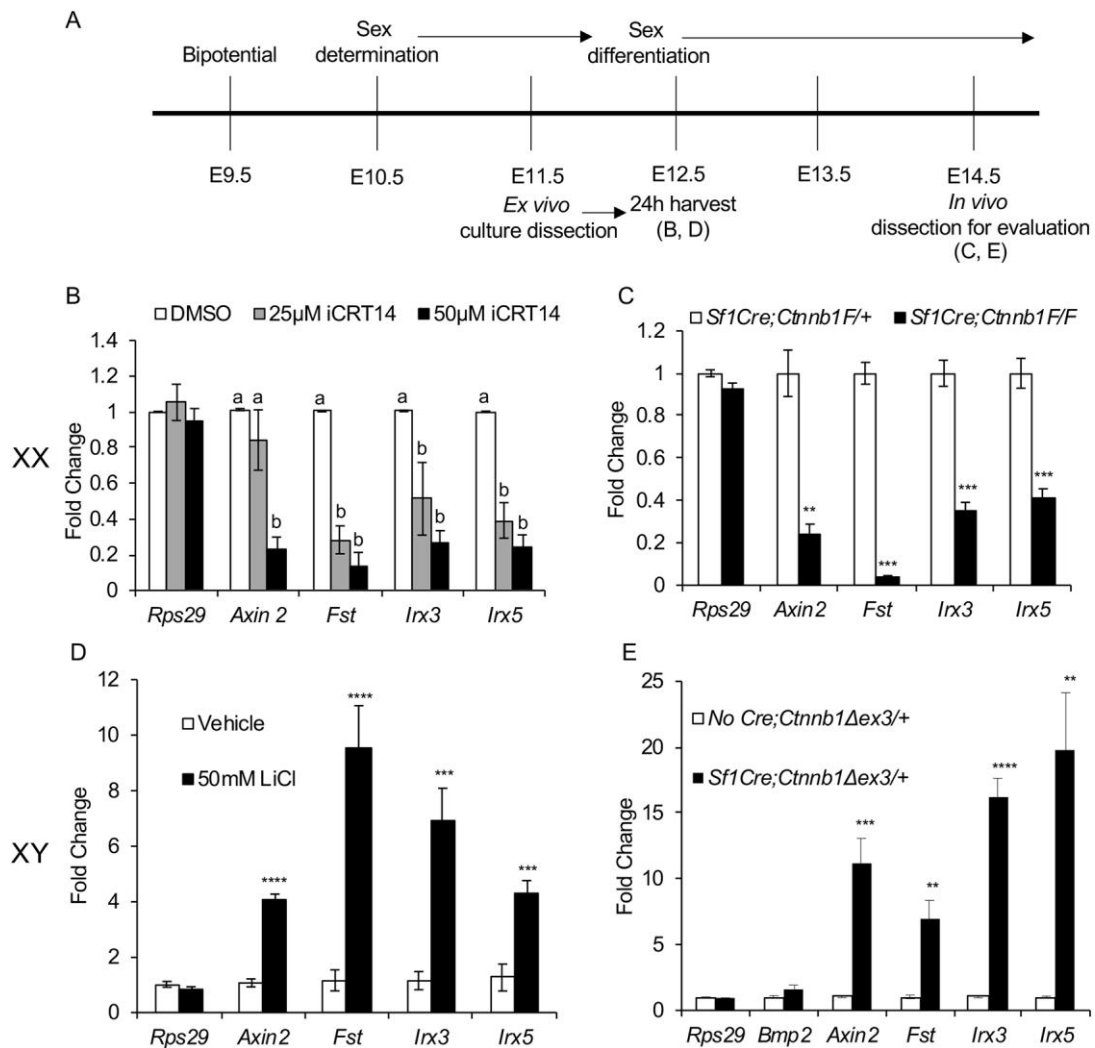 A
Bipotential
Sex
determination
Sex
differentiation
E9.5
E10.5
E11.5
E12.5
E13.5
E14.5
Ex vivo
culture dissection
24h harvest
(B, D)
In vivo
dissection for evaluation
(C, E)
XX
B
DMSO 25µM iCRT14 50µM iCRT14
Fold Change
1.4
1.2
1
0.8
0.6
0.4
0.2
0
a a a a a
b b b b b b b
Rps29 Axin 2 Fst Irx3 Irx5
C
Sf1Cre;Ctnnb1F/+ Sf1Cre;Ctnnb1F/F
Fold Change
1.2
1
0.8
0.6
0.4
0.2
0
** *** *** ***
Rps29 Axin2 Fst Irx3 Irx5
XY
D
Vehicle
50mM LiCl
Fold Change
12
10
8
6
4
2
0
**** **** *** ***
Rps29 Axin2 Fst Irx3 Irx5
E
No Cre;Ctnnb1Δex3/+
Sf1Cre;Ctnnb1Δex3/+
Fold Change
25
20
15
10
5
0
*** ** **** **
Rps29 Bmp2 Axin2 Fst Irx3 Irx5